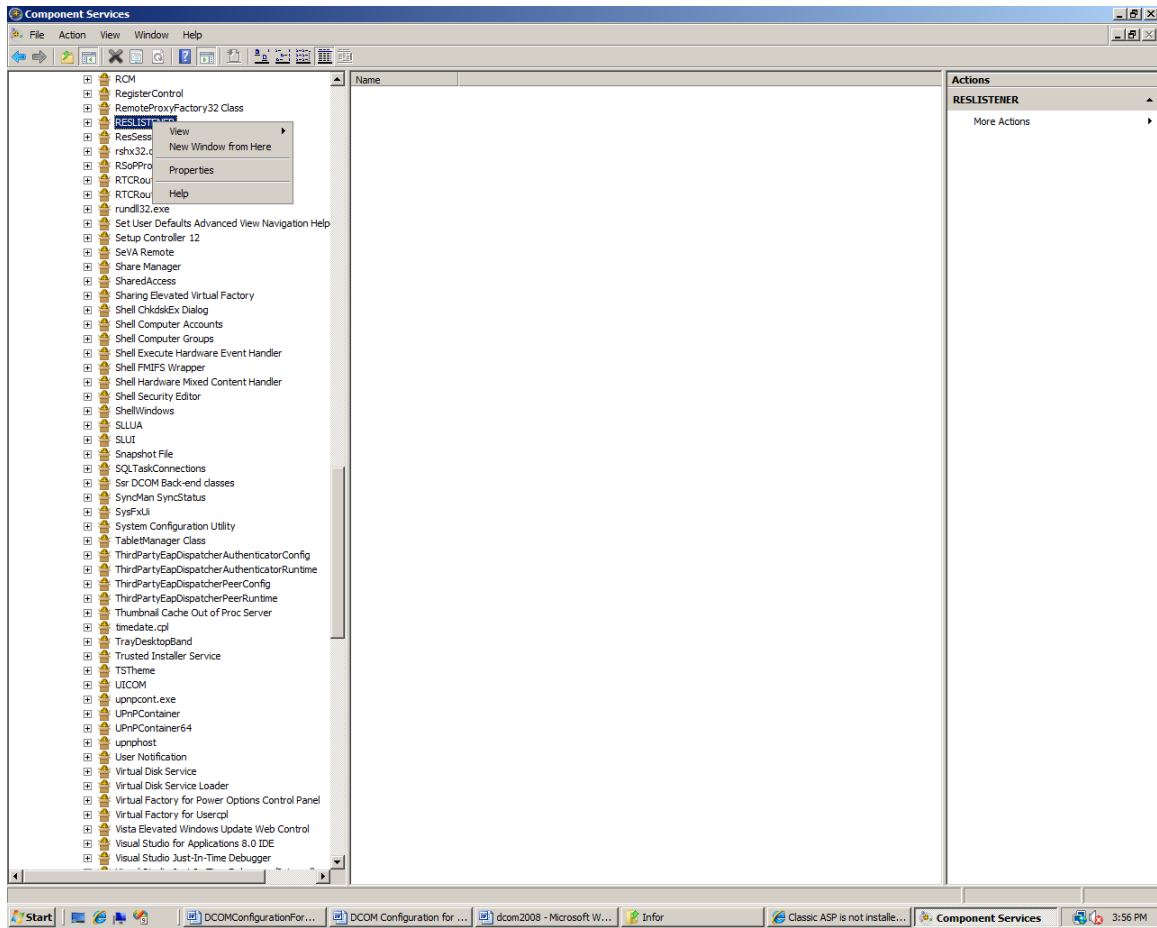 Component Services
File Action View Window Help
Name
Actions
RESLISTENER
More Actions
RCM
RegisterControl
RemoteProxyFactory32 Class
RESLISTENER
ResSess
rshx32.d
RSoPPro
RTCRou
RTCRou
rundll32.exe
View
New Window from Here
Properties
Help
Set User Defaults Advanced View Navigation Help
Setup Controller 12
SeVA Remote
Share Manager
SharedAccess
Sharing Elevated Virtual Factory
Shell ChkdskEx Dialog
Shell Computer Accounts
Shell Computer Groups
Shell Execute Hardware Event Handler
Shell FMIFS Wrapper
Shell Hardware Mixed Content Handler
Shell Security Editor
ShellWindows
SLLUA
SLUI
Snapshot File
SQLTaskConnections
Ssr DCOM Back-end classes
SyncMan SyncStatus
SysFxUi
System Configuration Utility
TabletManager Class
ThirdPartyEapDispatcherAuthenticatorConfig
ThirdPartyEapDispatcherAuthenticatorRuntime
ThirdPartyEapDispatcherPeerConfig
ThirdPartyEapDispatcherPeerRuntime
Thumbnail Cache Out of Proc Server
timedate.cpl
TrayDesktopBand
Trusted Installer Service
TSTheme
UICOM
upnpcont.exe
UPnPContainer
UPnPContainer64
upnphost
User Notification
Virtual Disk Service
Virtual Disk Service Loader
Virtual Factory for Power Options Control Panel
Virtual Factory for Usercpl
Vista Elevated Windows Update Web Control
Visual Studio for Applications 8.0 IDE
Visual Studio Just-In-Time Debugger
Start DCOMConfigurationFor... DCOM Configuration for ... dcom2008 - Microsoft W... Infor Classic ASP is not installe... Component Services 3:56 PM